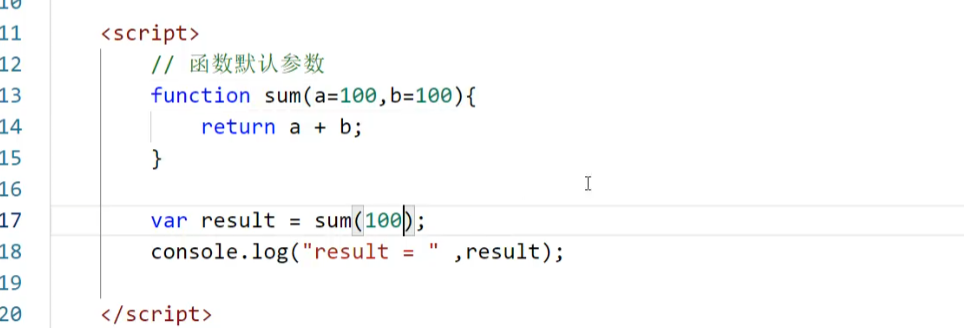 10
11 <script>
12 // 函数默认参数
13 function sum(a=100,b=100){
14 return a + b;
15 }
16
17 var result = sum(100);
18 console.log("result = " ,result);
19
20 </script>